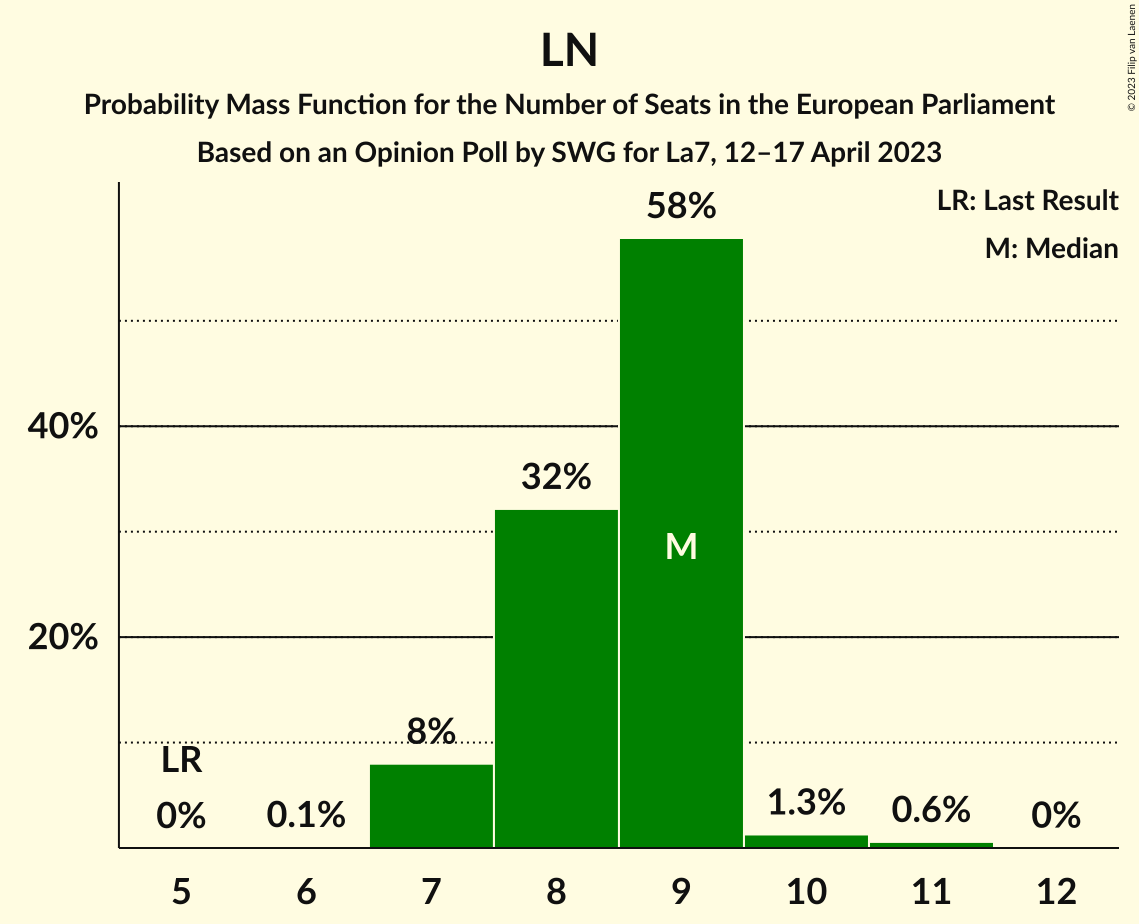 LN
Probability Mass Function for the Number of Seats in the European Parliament
Based on an Opinion Poll by SWG for La7, 12–17 April 2023
© 2023 Filip van Laenen
LR: Last Result
M: Median
58%
40%
32%
M
20%
8%
LR
0%
0.1%
1.3%
0.6%
0%
5 6 7 8 9 10 11 12